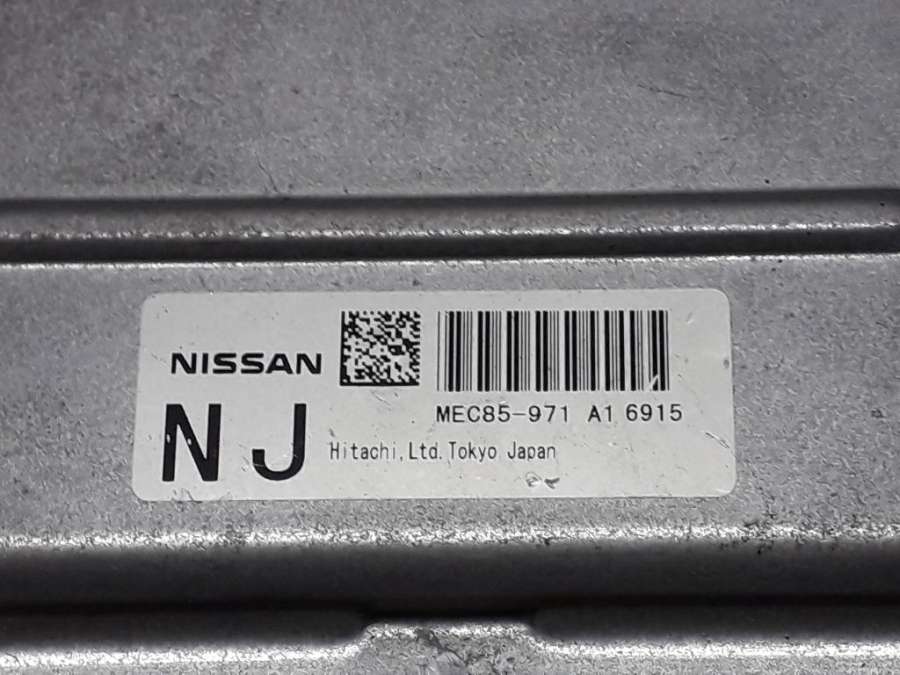 NISSAN
MEC85-971 A1 6915
NJ
Hitachi,Ltd.Tokyo Japan